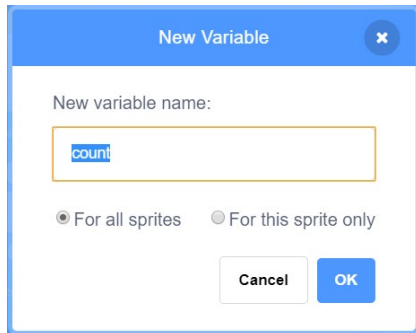 New Variable
New variable name:
count
For all sprites For this sprite only
Cancel OK